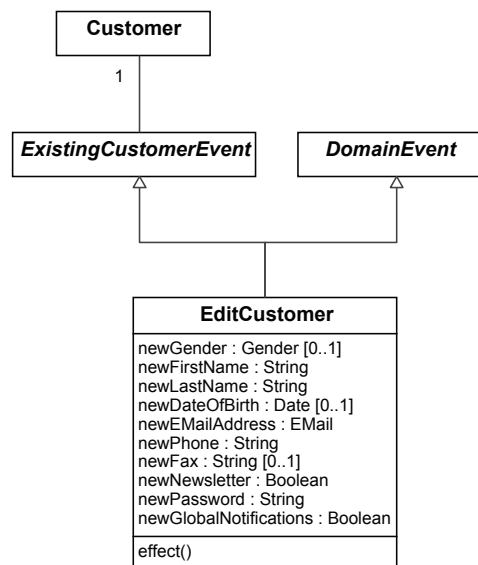 Customer
1
ExistingCustomerEvent
DomainEvent
EditCustomer
newGender : Gender [0..1]
newFirstName : String
newLastName : String
newDateOfBirth : Date [0..1]
newEMailAddress : EMail
newPhone : String
newFax : String [0..1]
newNewsletter : Boolean
newPassword : String
newGlobalNotifications : Boolean
effect()